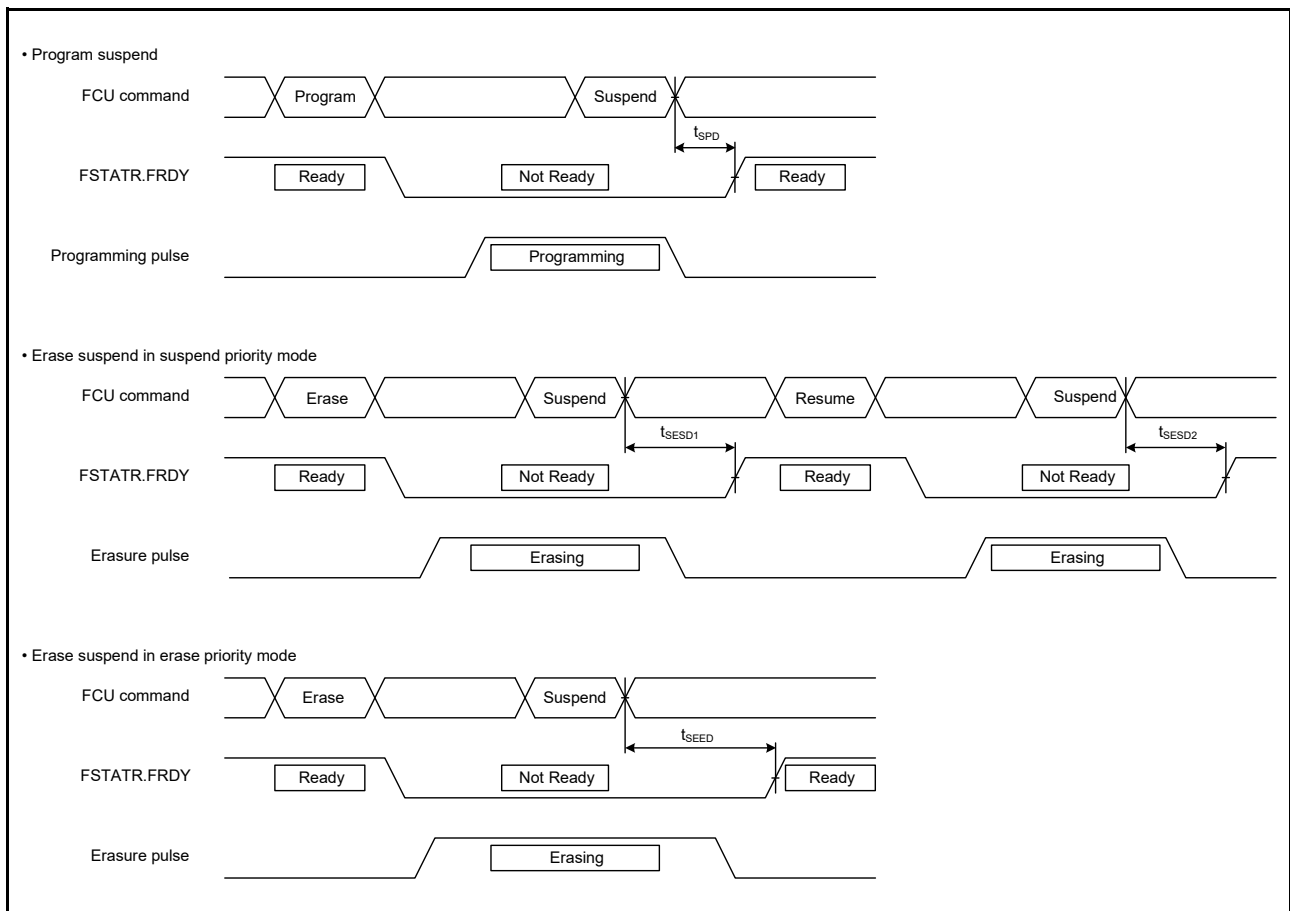 • Program suspend
FCU command Program Suspend
tSPD
FSTATR.FRDY Ready Not Ready Ready
Programming pulse Programming
• Erase suspend in suspend priority mode
FCU command Erase Suspend Resume Suspend
tSESD1 tSESD2
FSTATR.FRDY Ready Not Ready Ready Not Ready
Erasure pulse Erasing Erasing
• Erase suspend in erase priority mode
FCU command Erase Suspend
tSEED
FSTATR.FRDY Ready Not Ready Ready
Erasure pulse Erasing